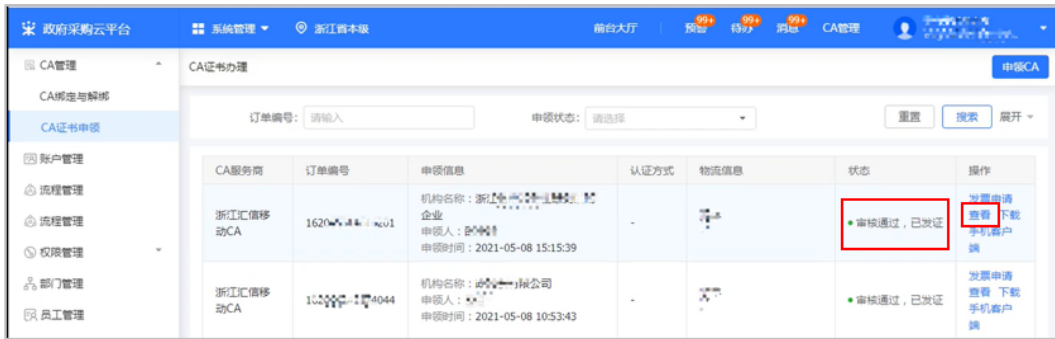 政府采购云平台
系统管理
浙江省本级
前台大厅
预警
99+
待办
99+
消息
99+
CA管理
CA管理
CA绑定与解绑
CA证书申领
账户管理
流程管理
流程管理
权限管理
部门管理
员工管理
CA证书办理
申领CA
订单编号: 请输入
申领状态: 请选择
重置
搜索
展开
CA服务商
订单编号
申领信息
认证方式
物流信息
状态
操作
浙江汇信移
动CA
机构名称：浙江
企业
申领人：
申领时间：2021-05-08 15:15:39
-
审核通过，已发证
发票申请
查看 下载
手机客户
端
浙江汇信移
动CA
4044
机构名称：
公司
申领人：
申领时间：2021-05-08 10:53:43
-
审核通过，已发证
发票申请
查看 下载
手机客户
端